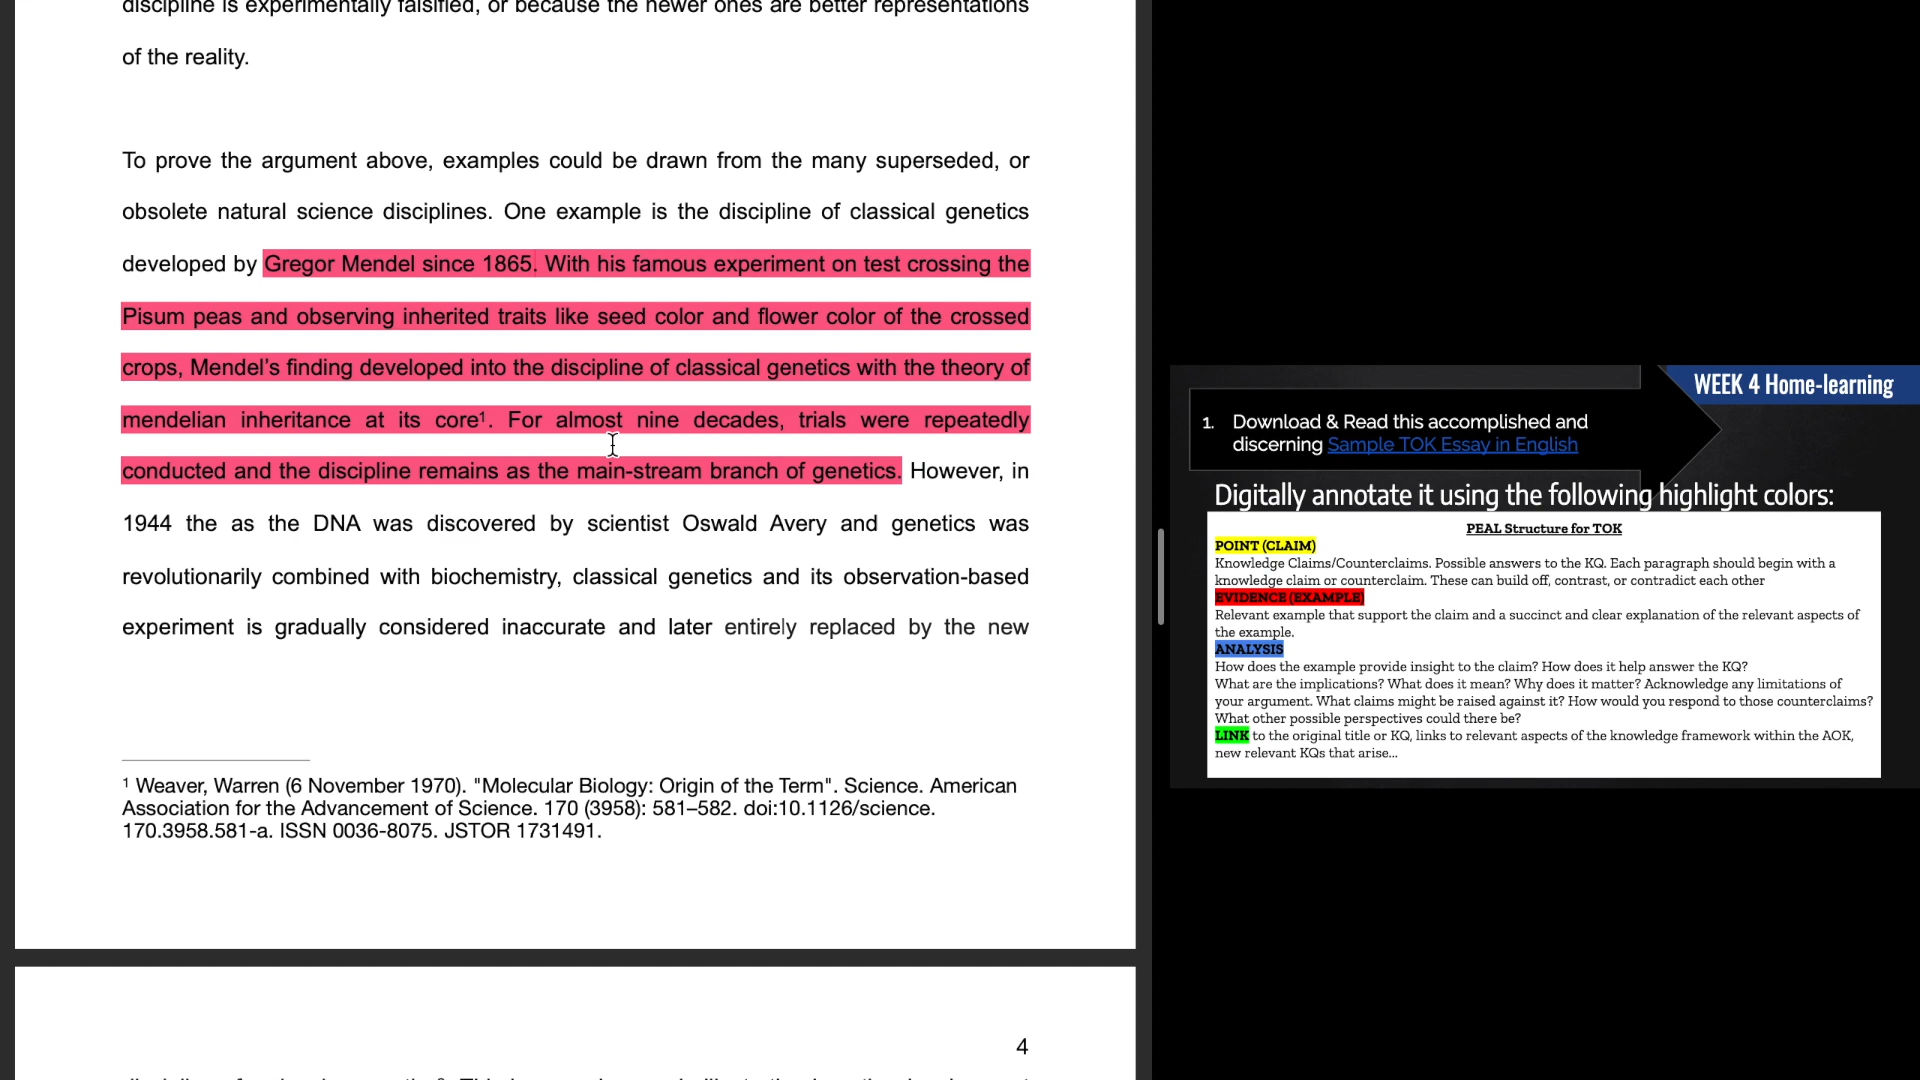 discipline is experimentally falsified, or because the newer ones are better representations
of the reality.
To prove the argument above, examples could be drawn from the many superseded, or
obsolete natural science disciplines. One example is the discipline of classical genetics
developed by Gregor Mendel since 1865. With his famous experiment on test crossing the
Pisum peas and observing inherited traits like seed color and flower color of the crossed
crops, Mendel’s finding developed into the discipline of classical genetics with the theory of
mendelian inheritance at its core¹. For almost nine decades, trials were repeatedly
conducted and the discipline remains as the main-stream branch of genetics. However, in
1944 the as the DNA was discovered by scientist Oswald Avery and genetics was
revolutionarily combined with biochemistry, classical genetics and its observation-based
experiment is gradually considered inaccurate and later entirely replaced by the new
¹ Weaver, Warren (6 November 1970). "Molecular Biology: Origin of the Term". Science. American
Association for the Advancement of Science. 170 (3958): 581–582. doi:10.1126/science.
170.3958.581-a. ISSN 0036-8075. JSTOR 1731491.
4
WEEK 4 Home-learning
1. Download & Read this accomplished and
discerning Sample TOK Essay in English
Digitally annotate it using the following highlight colors:
PEAL Structure for TOK
POINT (CLAIM)
Knowledge Claims/Counterclaims. Possible answers to the KQ. Each paragraph should begin with a
knowledge claim or counterclaim. These can build off, contrast, or contradict each other
EVIDENCE (EXAMPLE)
Relevant example that support the claim and a succinct and clear explanation of the relevant aspects of
the example.
ANALYSIS
How does the example provide insight to the claim? How does it help answer the KQ?
What are the implications? What does it mean? Why does it matter? Acknowledge any limitations of
your argument. What claims might be raised against it? How would you respond to those counterclaims?
What other possible perspectives could there be?
LINK to the original title or KQ, links to relevant aspects of the knowledge framework within the AOK,
new relevant KQs that arise...